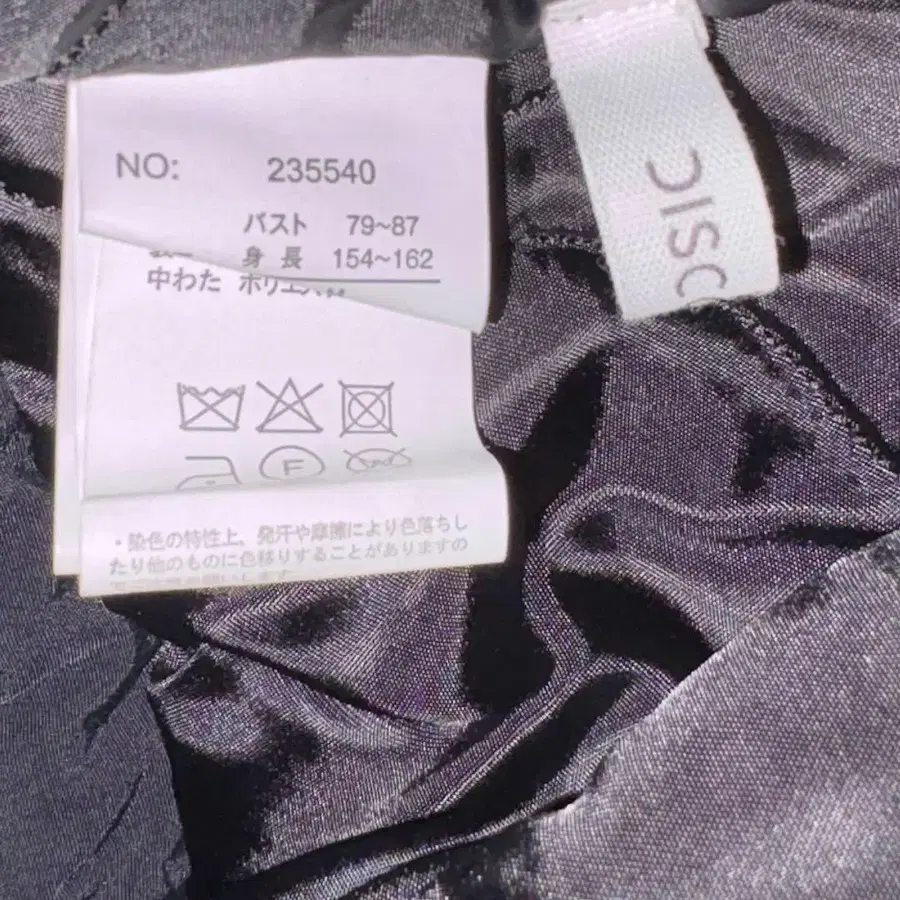 NO: 235540
バスト 79~87
身長 154~162
中わた
F
・染色の特性上、発汗や摩擦により色落ちし
たり他のものに色移りすることがありますの
DISC